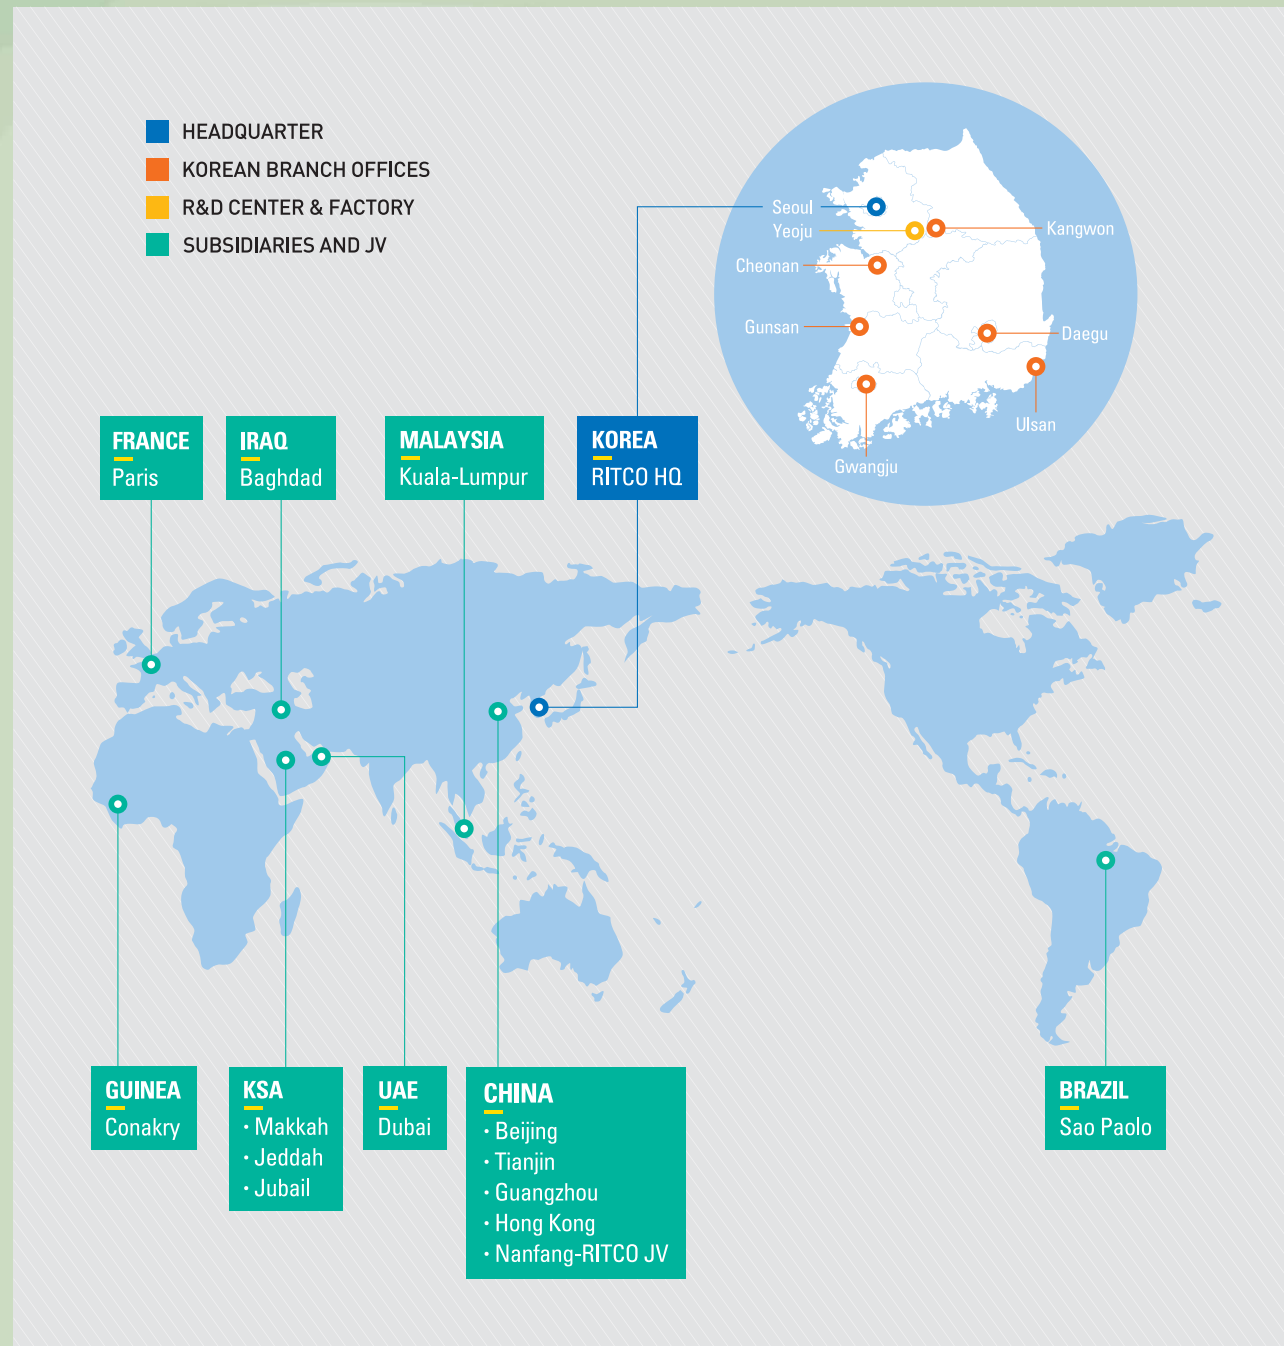 HEADQUARTER
KOREAN BRANCH OFFICES
R&D CENTER & FACTORY
SUBSIDIARIES AND JV
Seoul
Yeoju
Kangwon
Cheonan
Gunsan
Daegu
Ulsan
Gwangju
FRANCE
Paris
IRAQ
Baghdad
MALAYSIA
Kuala-Lumpur
KOREA
RITCO HQ
GUINEA
Conakry
KSA
· Makkah
· Jeddah
· Jubail
UAE
Dubai
CHINA
· Beijing
· Tianjin
· Guangzhou
· Hong Kong
· Nanfang-RITCO JV
BRAZIL
Sao Paolo